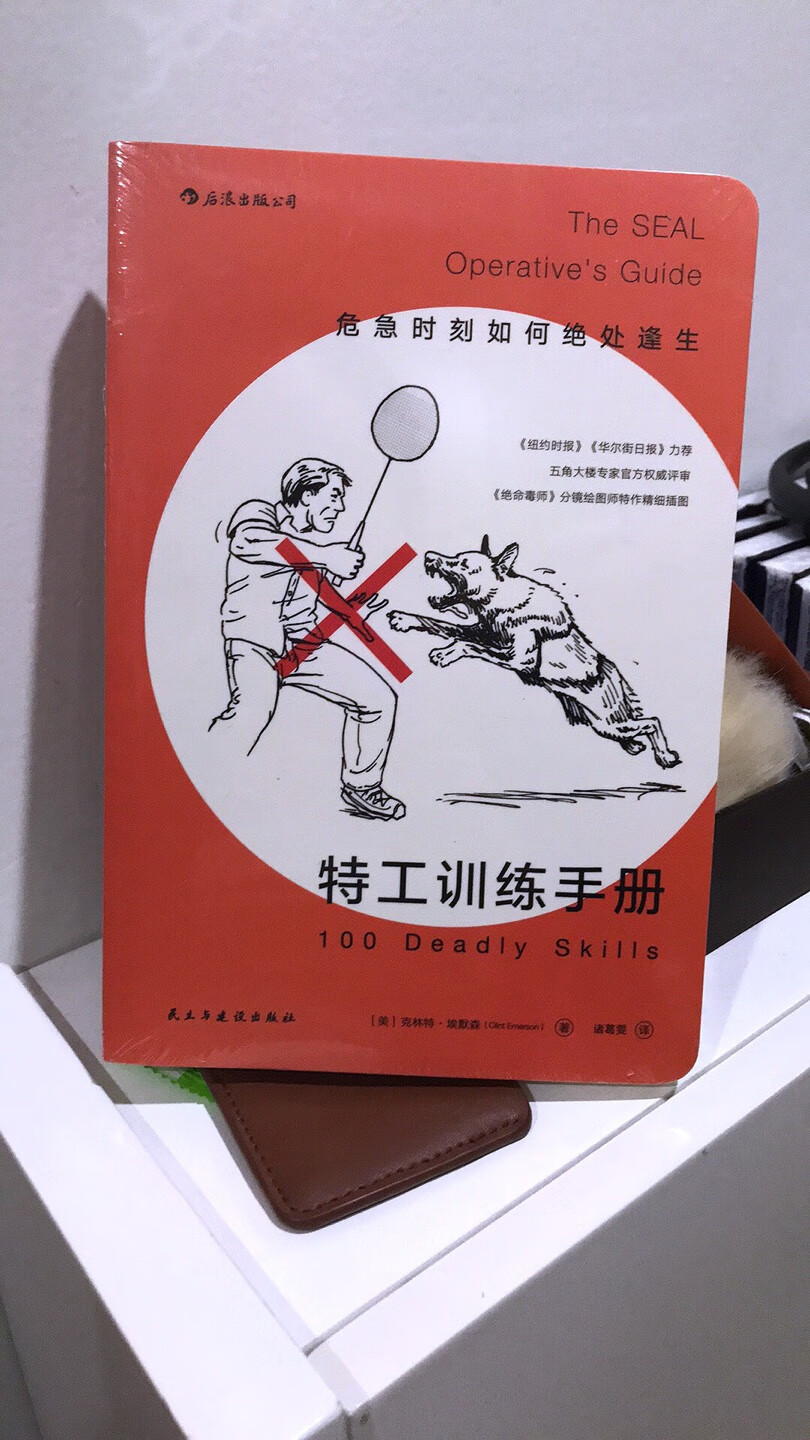 后浪出版公司
The SEAL
Operative's Guide
危急时刻如何绝处逢生
《纽约时报》《华尔街日报》力荐
五角大楼专家官方权威评审
《绝命毒师》分镜绘图师特作精细插图
特工训练手册
100 Deadly Skills
民主与建设出版社
[美] 克林特·埃默森 (Clint Emerson) 著 诸葛雯 译